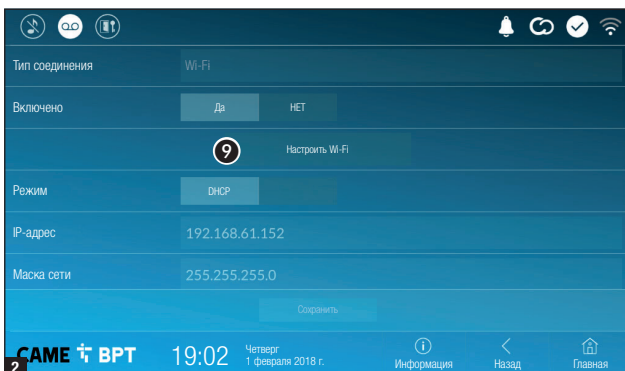 Тип соединения Wi-Fi
Включено Да НЕТ
9 Настроить Wi-Fi
Режим DHCP
IP-адрес 192.168.61.152
Маска сети 255.255.255.0
Сохранить
2 CAME BPT 19:02 Четверг
1 февраля 2018 г.
Информация Назад Главная